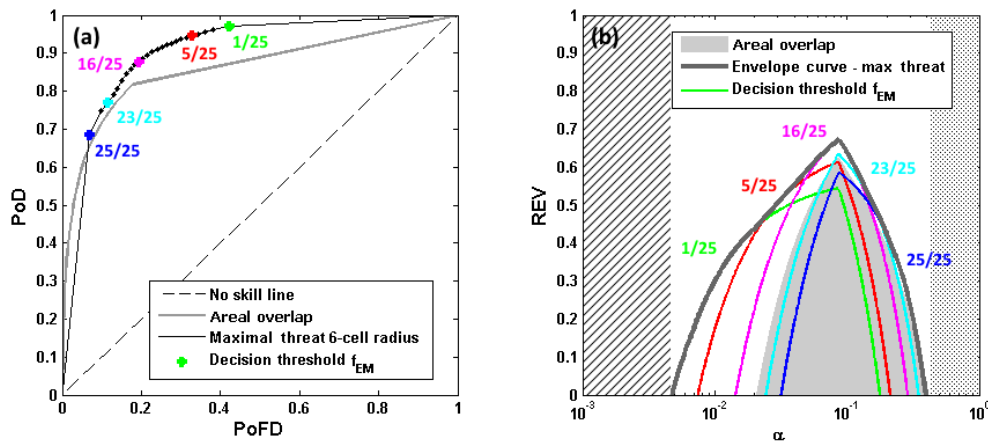 (a)
1/25
5/25
16/25
23/25
25/25
No skill line
Areal overlap
Maximal threat 6-cell radius
Decision threshold f_EM
1
0.9
0.8
0.7
0.6
0.5
0.4
0.3
0.2
0.1
0
PoD
0 0.2 0.4 0.6 0.8 1
PoFD
(b)
Areal overlap
Envelope curve - max threat
Decision threshold f_EM
16/25
23/25
5/25
1/25
25/25
1
0.9
0.8
0.7
0.6
0.5
0.4
0.3
0.2
0.1
0
REV
10^-3 10^-2 10^-1 10^0
α